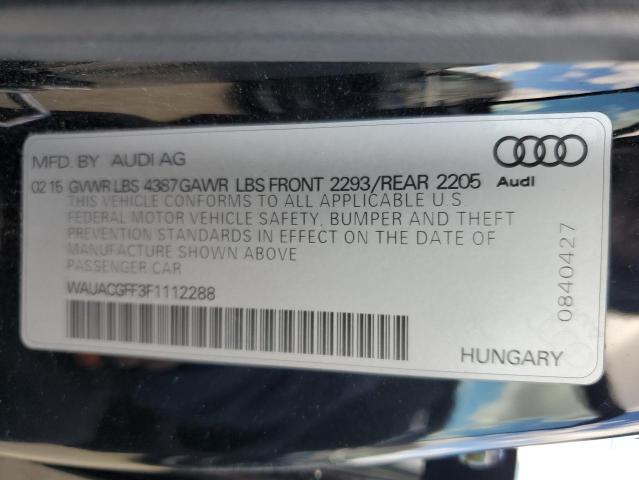 MFD. BY AUDI AG
02 15 GVWR LBS 4387 GAWR LBS FRONT 2293/REAR 2205
THIS VEHICLE CONFORMS TO ALL APPLICABLE U.S.
FEDERAL MOTOR VEHICLE SAFETY, BUMPER AND THEFT
PREVENTION STANDARDS IN EFFECT ON THE DATE OF
MANUFACTURE SHOWN ABOVE
PASSENGER CAR
WAUACGFF3F1112288
Audi
0840427
HUNGARY